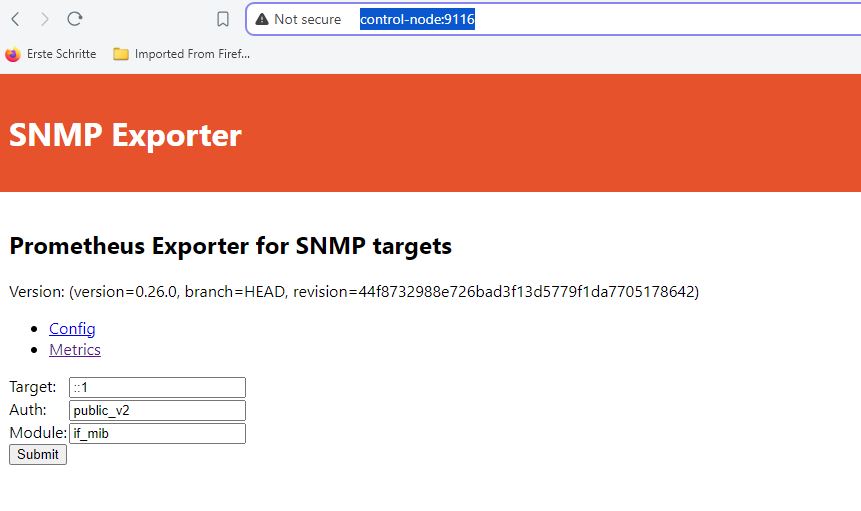 Not secure control-node:9116
Erste Schritte Imported From Firef...
SNMP Exporter
Prometheus Exporter for SNMP targets
Version: (version=0.26.0, branch=HEAD, revision=44f8732988e726bad3f13d5779f1da7705178642)
Config
Metrics
Target: ::1
Auth: public_v2
Module: if_mib
Submit